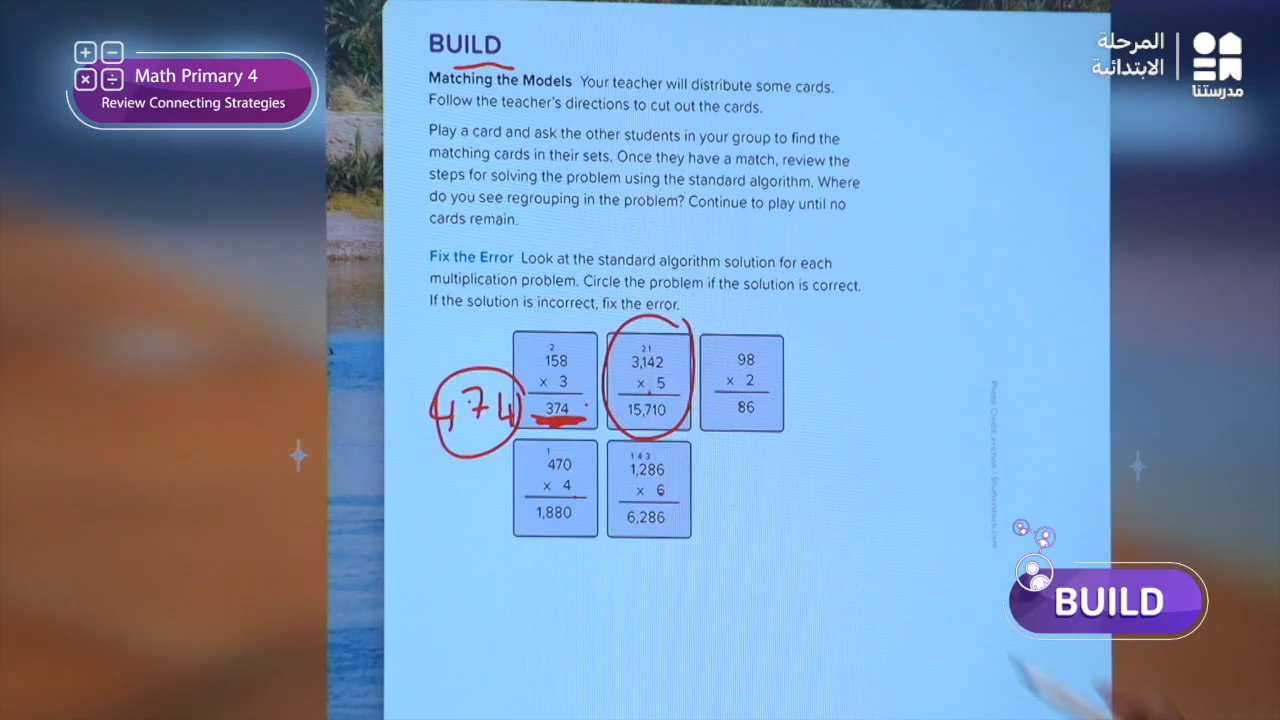 Math Primary 4
Review Connecting Strategies
المرحلة
الابتدائية
مدرستنا
BUILD
Matching the Models Your teacher will distribute some cards.
Follow the teacher's directions to cut out the cards.
Play a card and ask the other students in your group to find the
matching cards in their sets. Once they have a match, review the
steps for solving the problem using the standard algorithm. Where
do you see regrouping in the problem? Continue to play until no
cards remain.
Fix the Error Look at the standard algorithm solution for each
multiplication problem. Circle the problem if the solution is correct.
If the solution is incorrect, fix the error.
2
158
x 3
374
474
21
3,142
x 5
15,710
98
x 2
86
1
470
x 4
1,880
1 4 3
1,286
x 6
6,286
BUILD